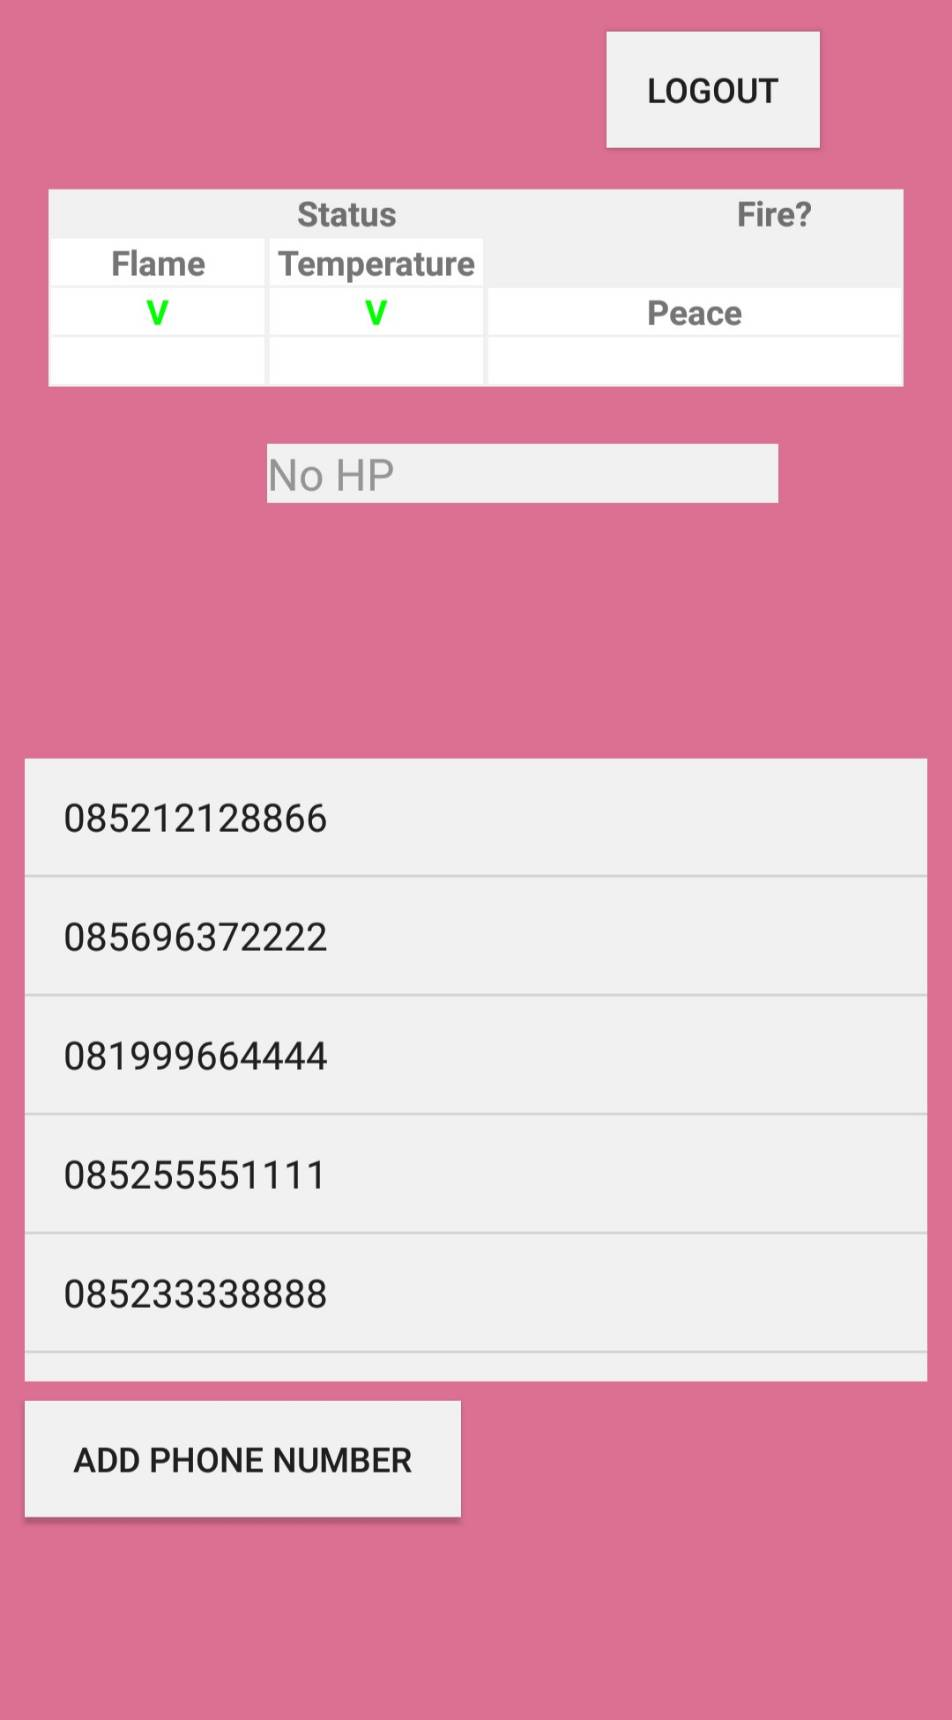 LOGOUT
Status Fire?
Flame Temperature
V V Peace
No HP
085212128866
085696372222
081999664444
085255551111
085233338888
ADD PHONE NUMBER